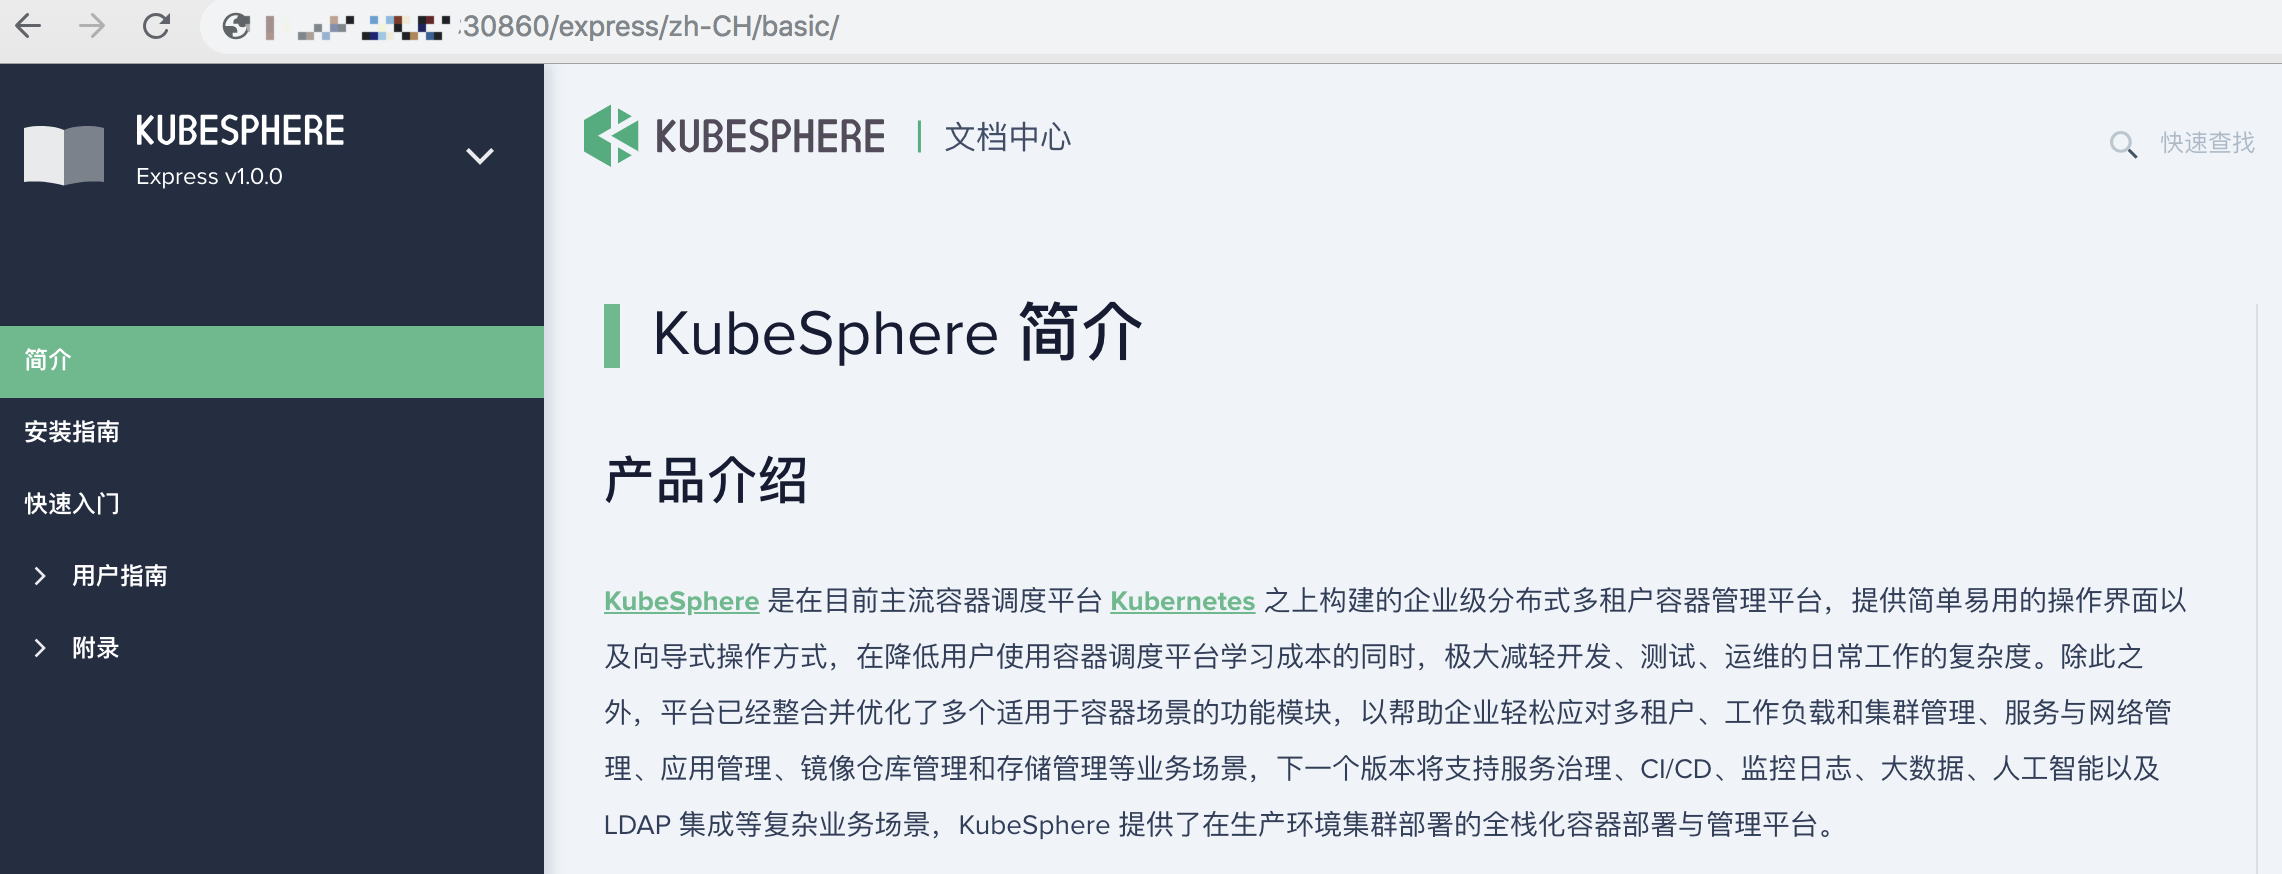 :30860/express/zh-CH/basic/
KUBESPHERE
Express v1.0.0
简介
安装指南
快速入门
用户指南
附录
KUBESPHERE | 文档中心
快速查找
KubeSphere 简介
产品介绍
KubeSphere 是在目前主流容器调度平台 Kubernetes 之上构建的企业级分布式多租户容器管理平台，提供简单易用的操作界面以
及向导式操作方式，在降低用户使用容器调度平台学习成本的同时，极大减轻开发、测试、运维的日常工作的复杂度。除此之
外，平台已经整合并优化了多个适用于容器场景的功能模块，以帮助企业轻松应对多租户、工作负载和集群管理、服务与网络管
理、应用管理、镜像仓库管理和存储管理等业务场景，下一个版本将支持服务治理、CI/CD、监控日志、大数据、人工智能以及
LDAP 集成等复杂业务场景，KubeSphere 提供了在生产环境集群部署的全栈化容器部署与管理平台。